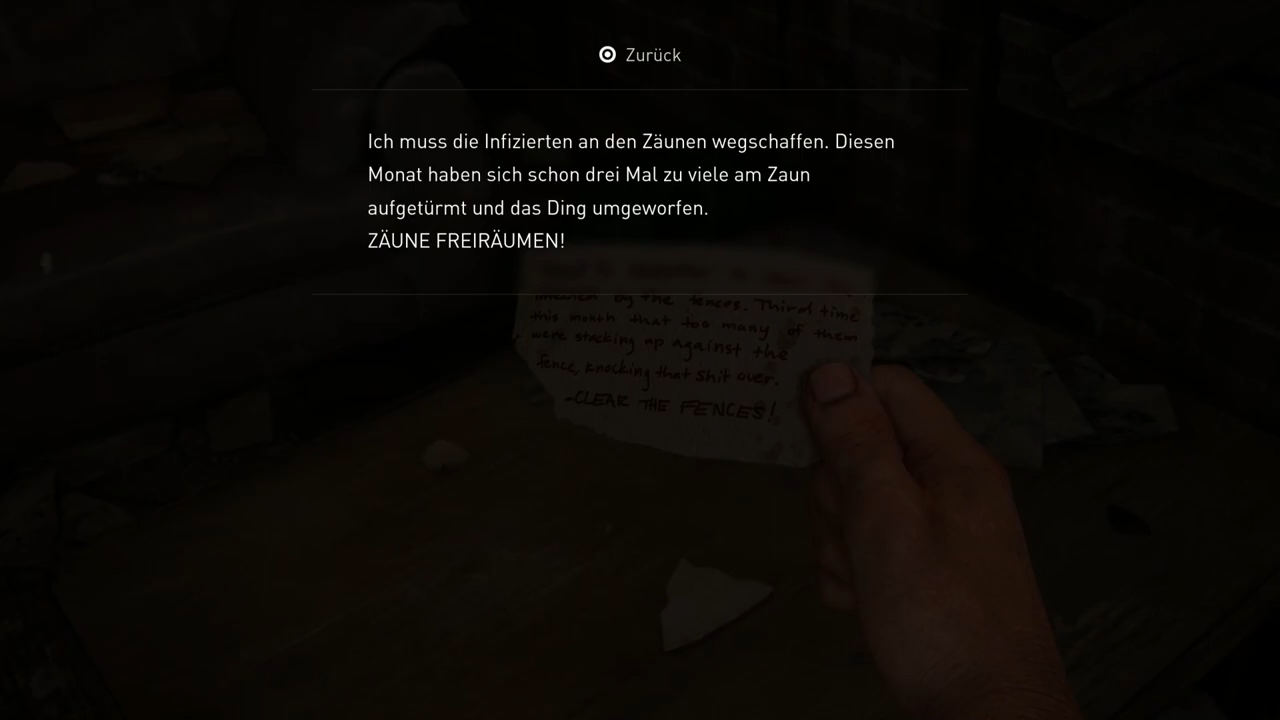 Zurück
Ich muss die Infizierten an den Zäunen wegschaffen. Diesen
Monat haben sich schon drei Mal zu viele am Zaun
aufgetürmt und das Ding umgeworfen.
ZÄUNE FREIRÄUMEN!
by the fences. Third time
this month that too many of them
were stacking up against the
fence, knocking that shit over.
-CLEAR THE FENCES!